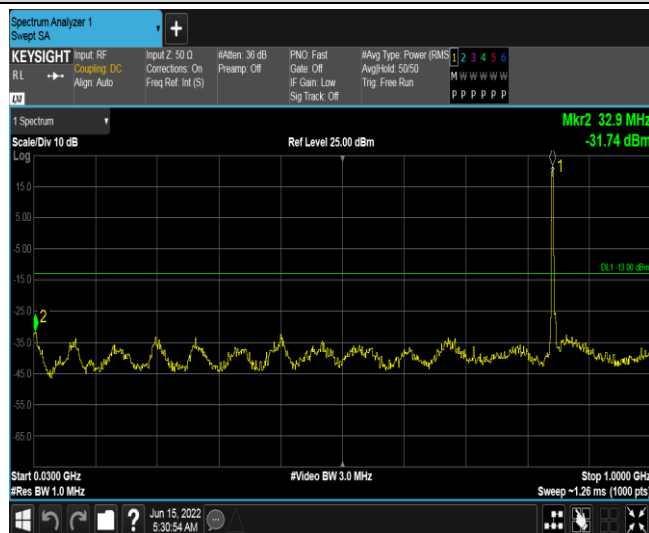 Spectrum Analyzer 1
Swept SA
+
KEYSIGHT Input: RF Input Z: 50 Ω #Atten: 36 dB PNO: Fast #Avg Type: Power (RMS 1 2 3 4 5 6
RL Coupling: DC Corrections: On Preamp: Off Gate: Off Avg|Hold: 50/50 M W W W W W
Align: Auto Freq Ref: Int (S) IF Gain: Low Trig: Free Run
LXI Sig Track: Off P P P P P P
1 Spectrum Mkr2 32.9 MHz
Scale/Div 10 dB Ref Level 25.00 dBm -31.74 dBm
Log
1
15.0
5.00
-5.00
DL1 -13.00 dBm
-15.0
-25.0
2
-35.0
-45.0
-55.0
-65.0
Start 0.0300 GHz #Video BW 3.0 MHz Stop 1.0000 GHz
#Res BW 1.0 MHz Sweep ~1.26 ms (1000 pts)
? Jun 15, 2022
5:30:54 AM